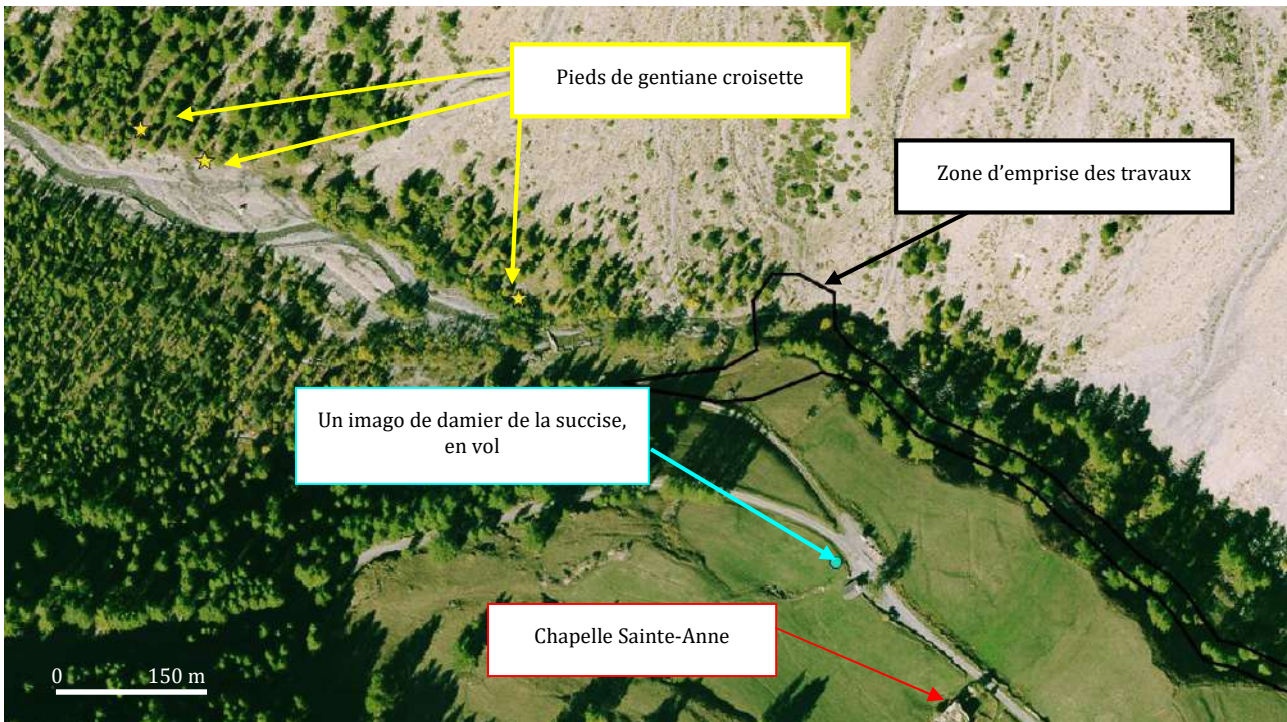 Pieds de gentiane croisette
Zone d’emprise des travaux
Un imago de damier de la succise,
en vol
Chapelle Sainte-Anne
0 150 m